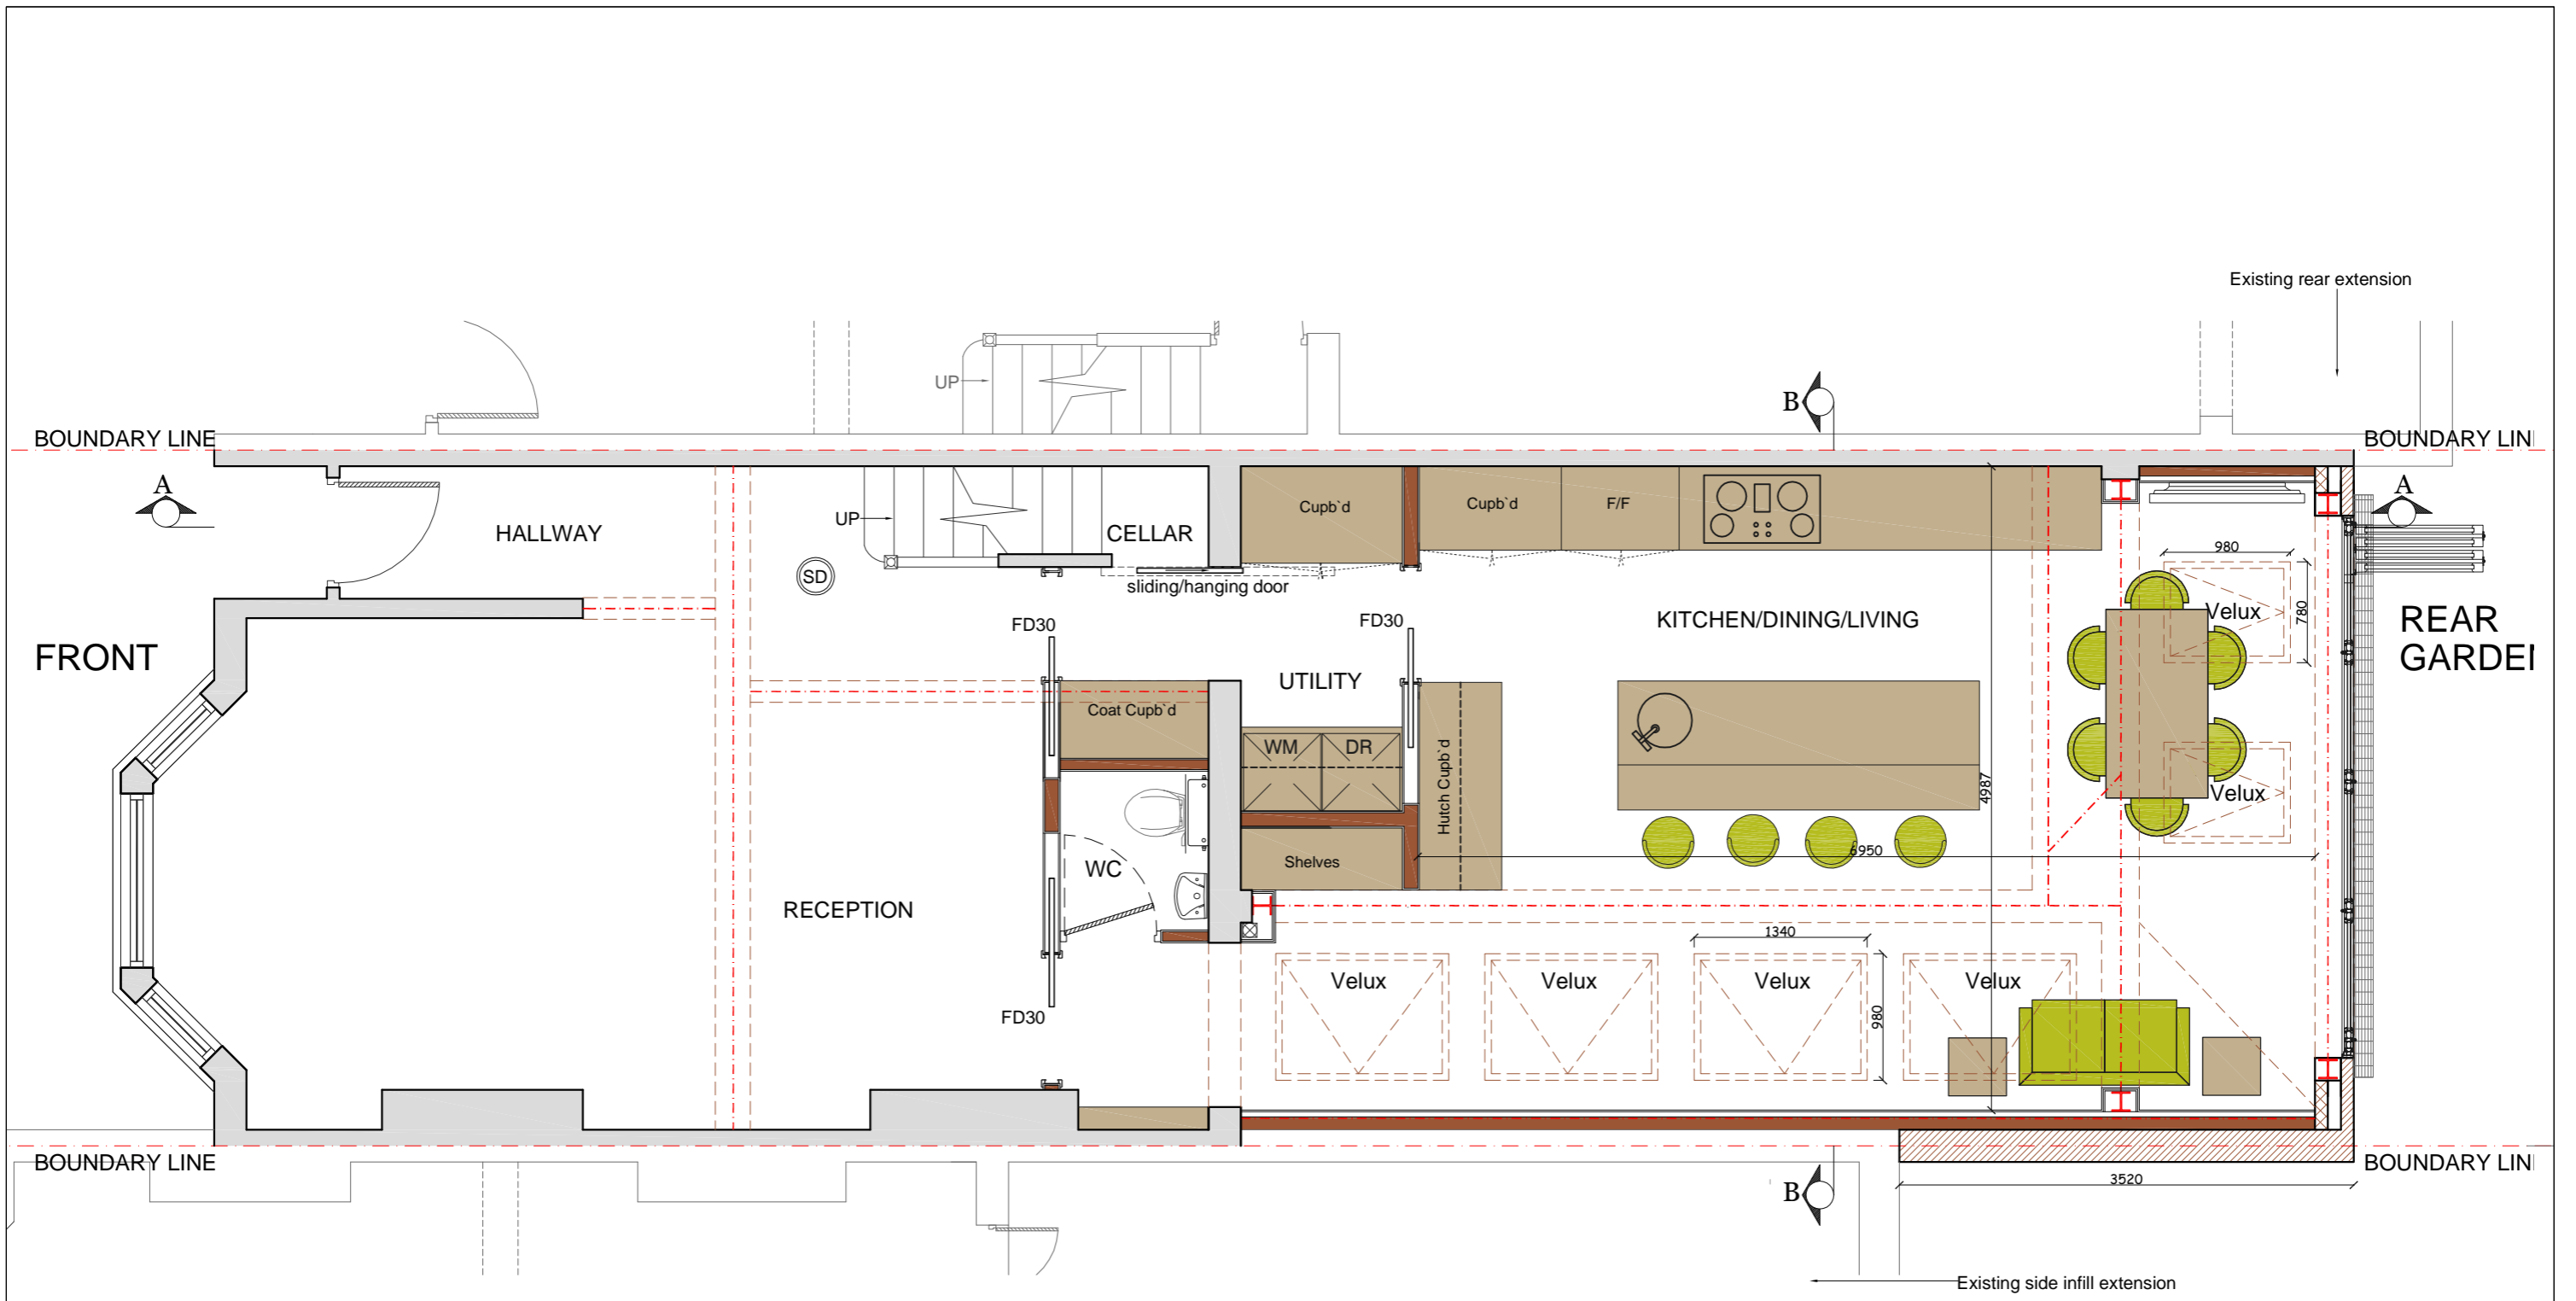 Existing rear extension
UP
B
BOUNDARY LINE
BOUNDARY LIN
A
HALLWAY
UP
CELLAR
Cupb`d
Cupb`d
F/F
A
SD
sliding/hanging door
980
780
Velux
FRONT
FD30
FD30
KITCHEN/DINING/LIVING
REAR
GARDE
UTILITY
Coat Cupb`d
WM
DR
Hutch Cupb`d
4987
Velux
Shelves
6950
WC
RECEPTION
1340
Velux
Velux
Velux
Velux
980
FD30
BOUNDARY LINE
BOUNDARY LIN
3520
B
Existing side infill extension